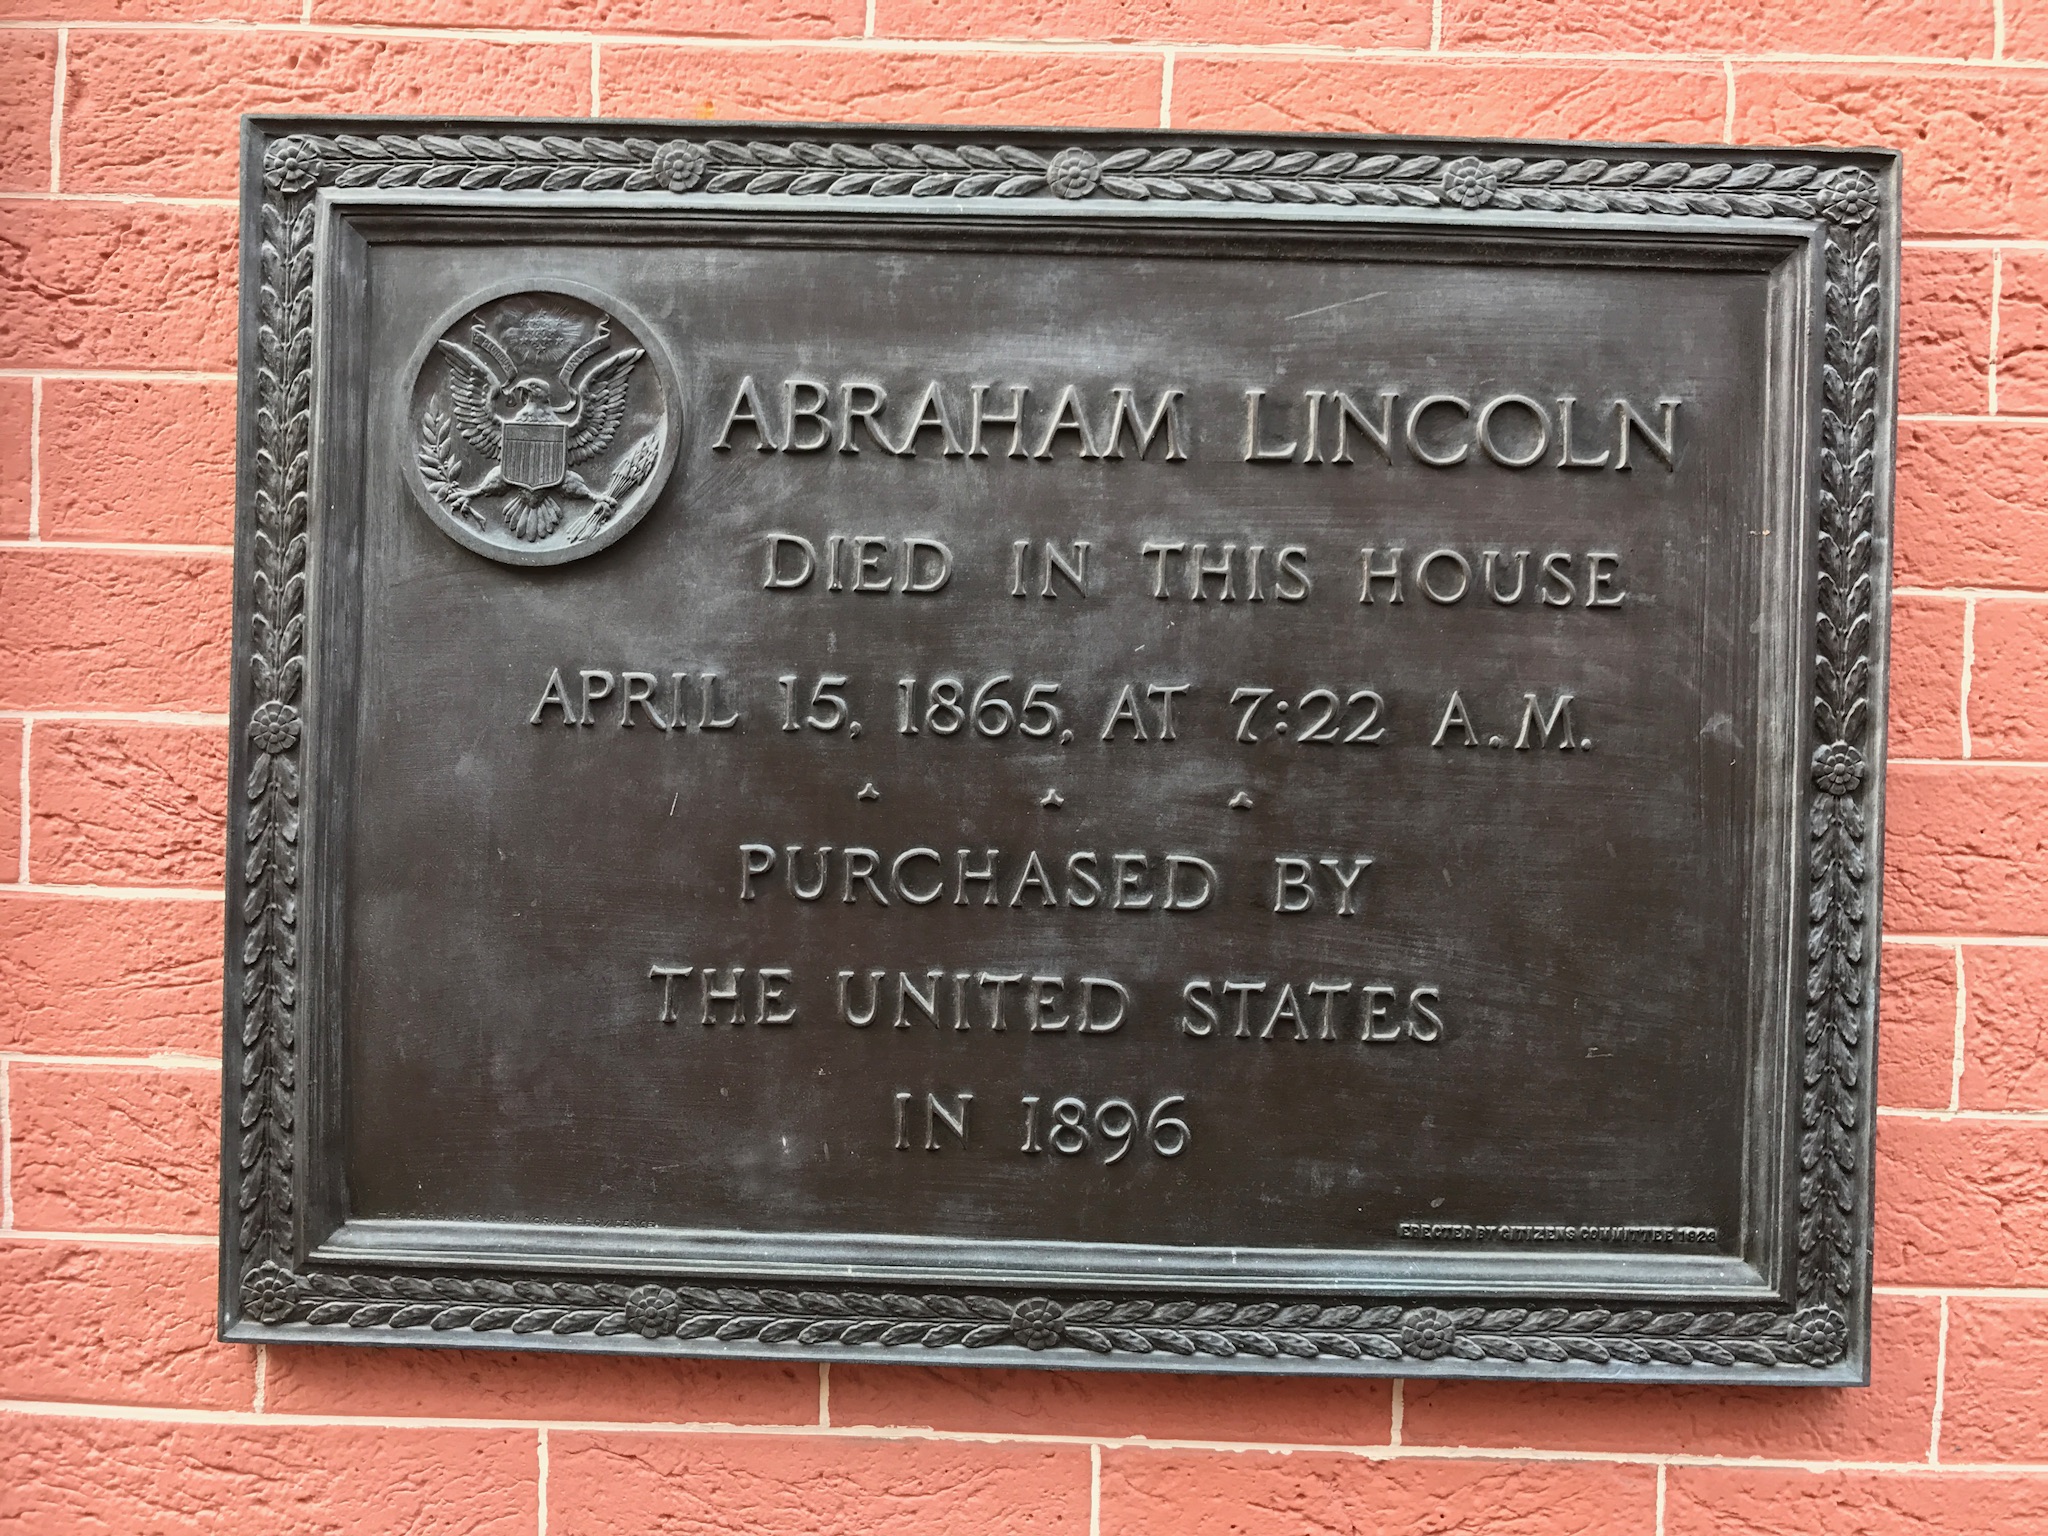 ABRAHAM LINCOLN
DIED IN THIS HOUSE
APRIL 15, 1865, AT 7:22 A.M.
PURCHASED BY
THE UNITED STATES
IN 1896
PROVIDENCE
ERECTED BY CITIZENS COMMITTEE 1923